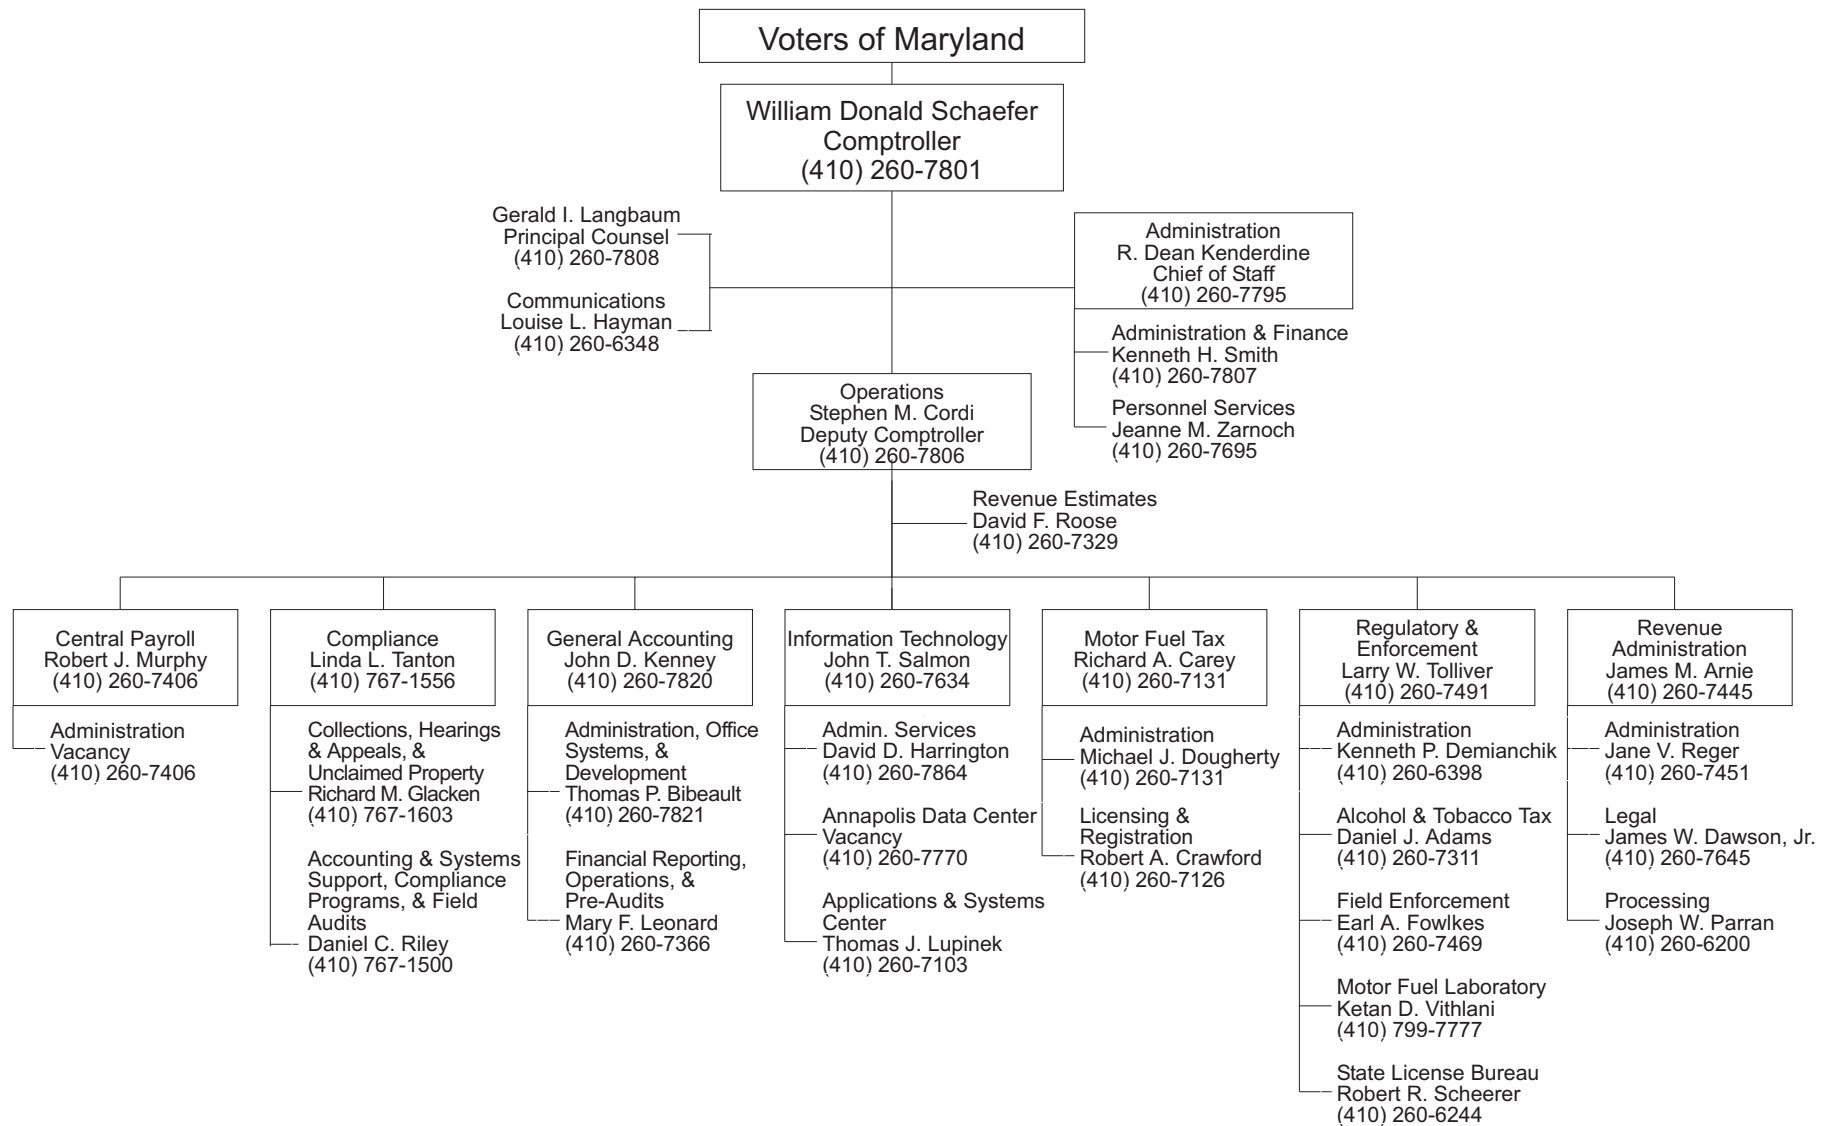 Voters of Maryland
William Donald Schaefer
Comptroller
(410) 260-7801
Gerald I. Langbaum
Principal Counsel
(410) 260-7808
Communications
Louise L. Hayman
(410) 260-6348
Administration
R. Dean Kenderdine
Chief of Staff
(410) 260-7795
Administration & Finance
Kenneth H. Smith
(410) 260-7807
Personnel Services
Jeanne M. Zarnoch
(410) 260-7695
Operations
Stephen M. Cordi
Deputy Comptroller
(410) 260-7806
Revenue Estimates
David F. Roose
(410) 260-7329
Central Payroll
Robert J. Murphy
(410) 260-7406
Administration
Vacancy
(410) 260-7406
Compliance
Linda L. Tanton
(410) 767-1556
Collections, Hearings
& Appeals, &
Unclaimed Property
Richard M. Glacken
(410) 767-1603
Accounting & Systems
Support, Compliance
Programs, & Field
Audits
Daniel C. Riley
(410) 767-1500
General Accounting
John D. Kenney
(410) 260-7820
Administration, Office
Systems, &
Development
Thomas P. Bibeault
(410) 260-7821
Financial Reporting,
Operations, &
Pre-Audits
Mary F. Leonard
(410) 260-7366
Information Technology
John T. Salmon
(410) 260-7634
Admin. Services
David D. Harrington
(410) 260-7864
Annapolis Data Center
Vacancy
(410) 260-7770
Applications & Systems
Center
Thomas J. Lupinek
(410) 260-7103
Motor Fuel Tax
Richard A. Carey
(410) 260-7131
Administration
Michael J. Dougherty
(410) 260-7131
Licensing &
Registration
Robert A. Crawford
(410) 260-7126
Regulatory &
Enforcement
Larry W. Tolliver
(410) 260-7491
Administration
Kenneth P. Demianchik
(410) 260-6398
Alcohol & Tobacco Tax
Daniel J. Adams
(410) 260-7311
Field Enforcement
Earl A. Fowlkes
(410) 260-7469
Motor Fuel Laboratory
Ketan D. Vithlani
(410) 799-7777
State License Bureau
Robert R. Scheerer
(410) 260-6244
Revenue
Administration
James M. Arnie
(410) 260-7445
Administration
Jane V. Reger
(410) 260-7451
Legal
James W. Dawson, Jr.
(410) 260-7645
Processing
Joseph W. Parran
(410) 260-6200